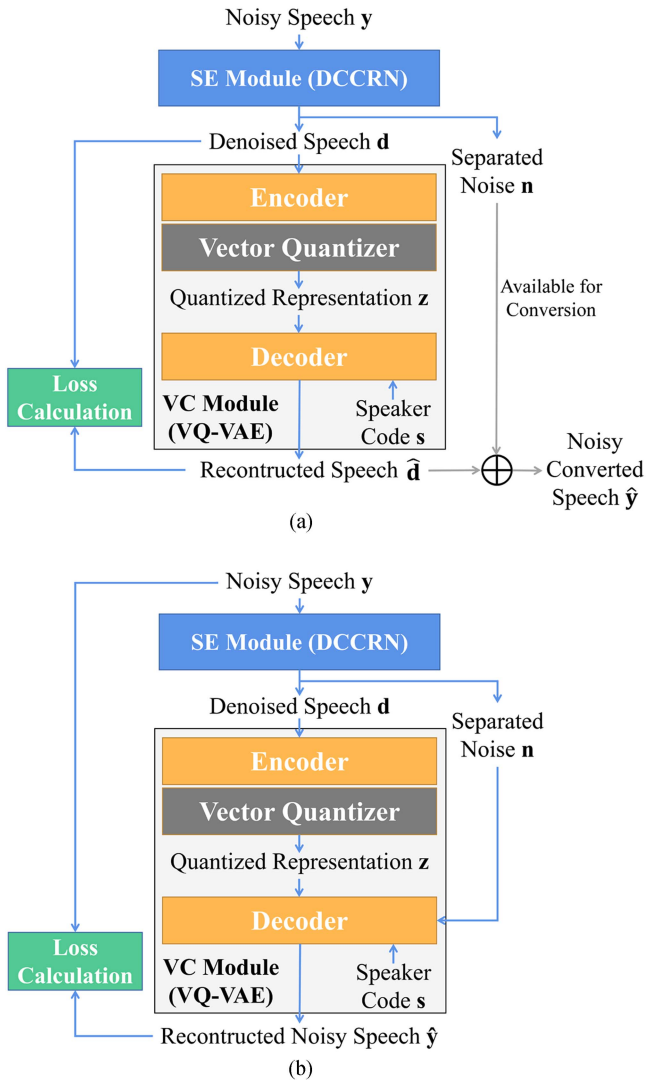 Noisy Speech y
SE Module (DCCRN)
Denoised Speech d
Separated
Noise n
Encoder
Vector Quantizer
Quantized Representation z
Available for
Conversion
Decoder
Loss
Calculation
VC Module
(VQ-VAE)
Speaker
Code s
Recontructed Speech d̂
Noisy
Converted
Speech ŷ
(a)
Noisy Speech y
SE Module (DCCRN)
Denoised Speech d
Separated
Noise n
Encoder
Vector Quantizer
Quantized Representation z
Decoder
Loss
Calculation
VC Module
(VQ-VAE)
Speaker
Code s
Recontructed Noisy Speech ŷ
(b)